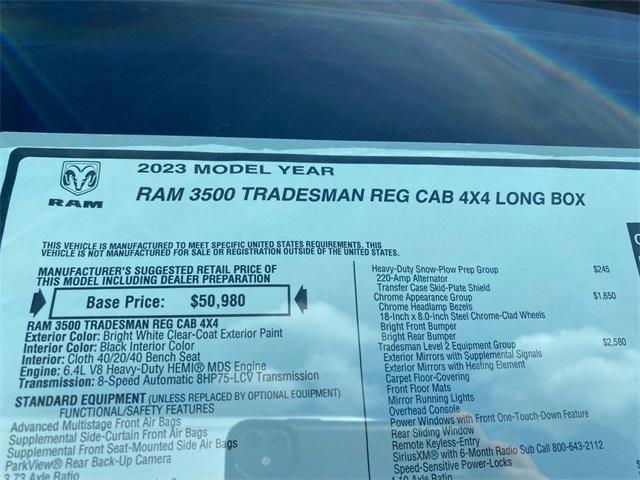 2023 MODEL YEAR
RAM
RAM 3500 TRADESMAN REG CAB 4X4 LONG BOX
THIS VEHICLE IS MANUFACTURED TO MEET SPECIFIC UNITED STATES REQUIREMENTS. THIS
VEHICLE IS NOT MANUFACTURED FOR SALE OR REGISTRATION OUTSIDE OF THE UNITED STATES.
MANUFACTURER'S SUGGESTED RETAIL PRICE OF
THIS MODEL INCLUDING DEALER PREPARATION
Base Price: $50,980
RAM 3500 TRADESMAN REG CAB 4X4
Exterior Color: Bright White Clear-Coat Exterior Paint
Interior Color: Black Interior Color
Interior: Cloth 40/20/40 Bench Seat
Engine: 6.4L V8 Heavy-Duty HEMI® MDS Engine
Transmission: 8-Speed Automatic 8HP75-LCV Transmission
STANDARD EQUIPMENT (UNLESS REPLACED BY OPTIONAL EQUIPMENT)
FUNCTIONAL/SAFETY FEATURES
Advanced Multistage Front Air Bags
Supplemental Side-Curtain Front Air Bags
Supplemental Front Seat-Mounted Side Air Bags
ParkView® Rear Back-Up Camera
3.73 Axle Ratio
Heavy-Duty Snow-Plow Prep Group $245
220-Amp Alternator
Transfer Case Skid-Plate Shield
Chrome Appearance Group $1,650
Chrome Headlamp Bezels
18-Inch x 8.0-Inch Steel Chrome-Clad Wheels
Bright Front Bumper
Bright Rear Bumper
Tradesman Level 2 Equipment Group $2,580
Exterior Mirrors with Supplemental Signals
Exterior Mirrors with Heating Element
Carpet Floor-Covering
Front Floor Mats
Mirror Running Lights
Overhead Console
Power Windows with Front One-Touch-Down Feature
Rear Sliding Window
Remote Keyless-Entry
SiriusXM® with 6-Month Radio Sub Call 800-643-2112
Speed-Sensitive Power-Locks
4.10 Axle Ratio